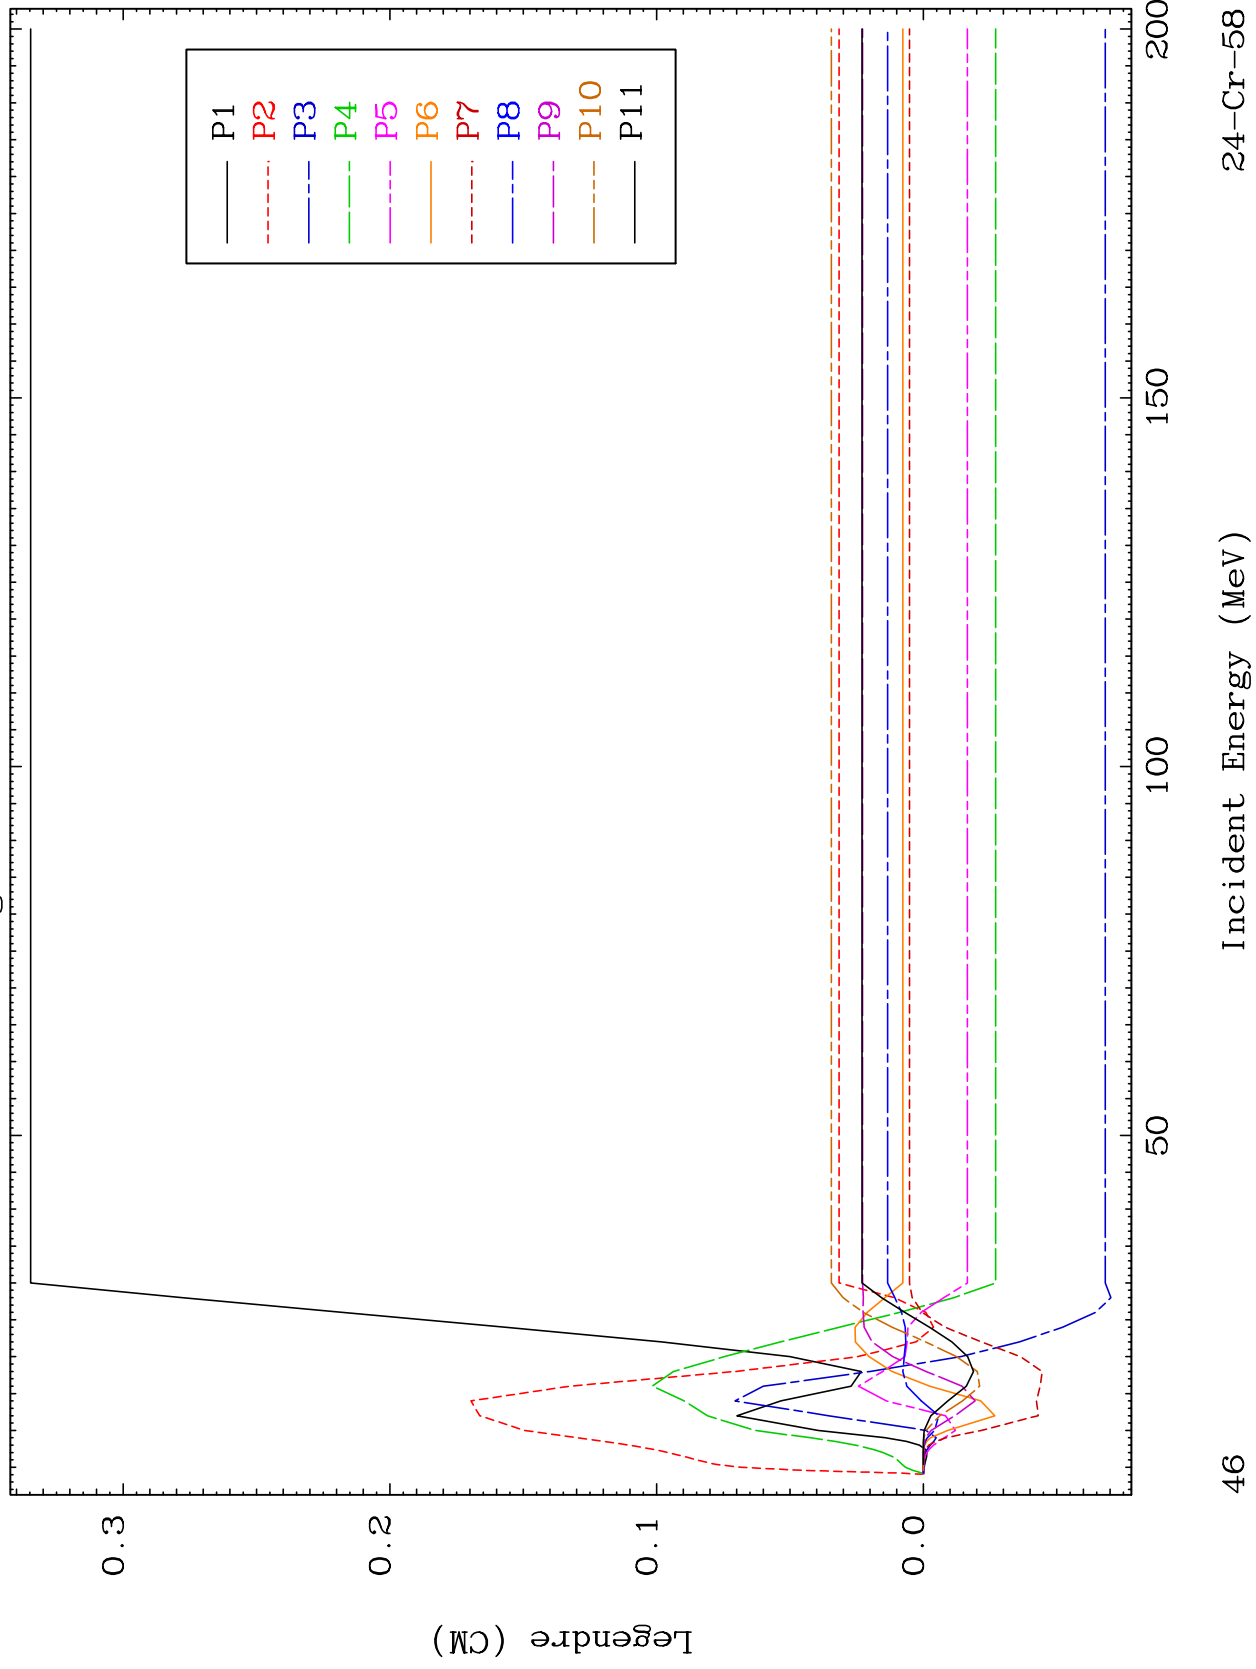 P1
P2
P3
P4
P5
P6
P7
P8
P9
P10
P11
0.3
0.2
0.1
0.0
Legendre (CM)
50
100
150
200
Incident Energy (MeV)
46
24-Cr-58